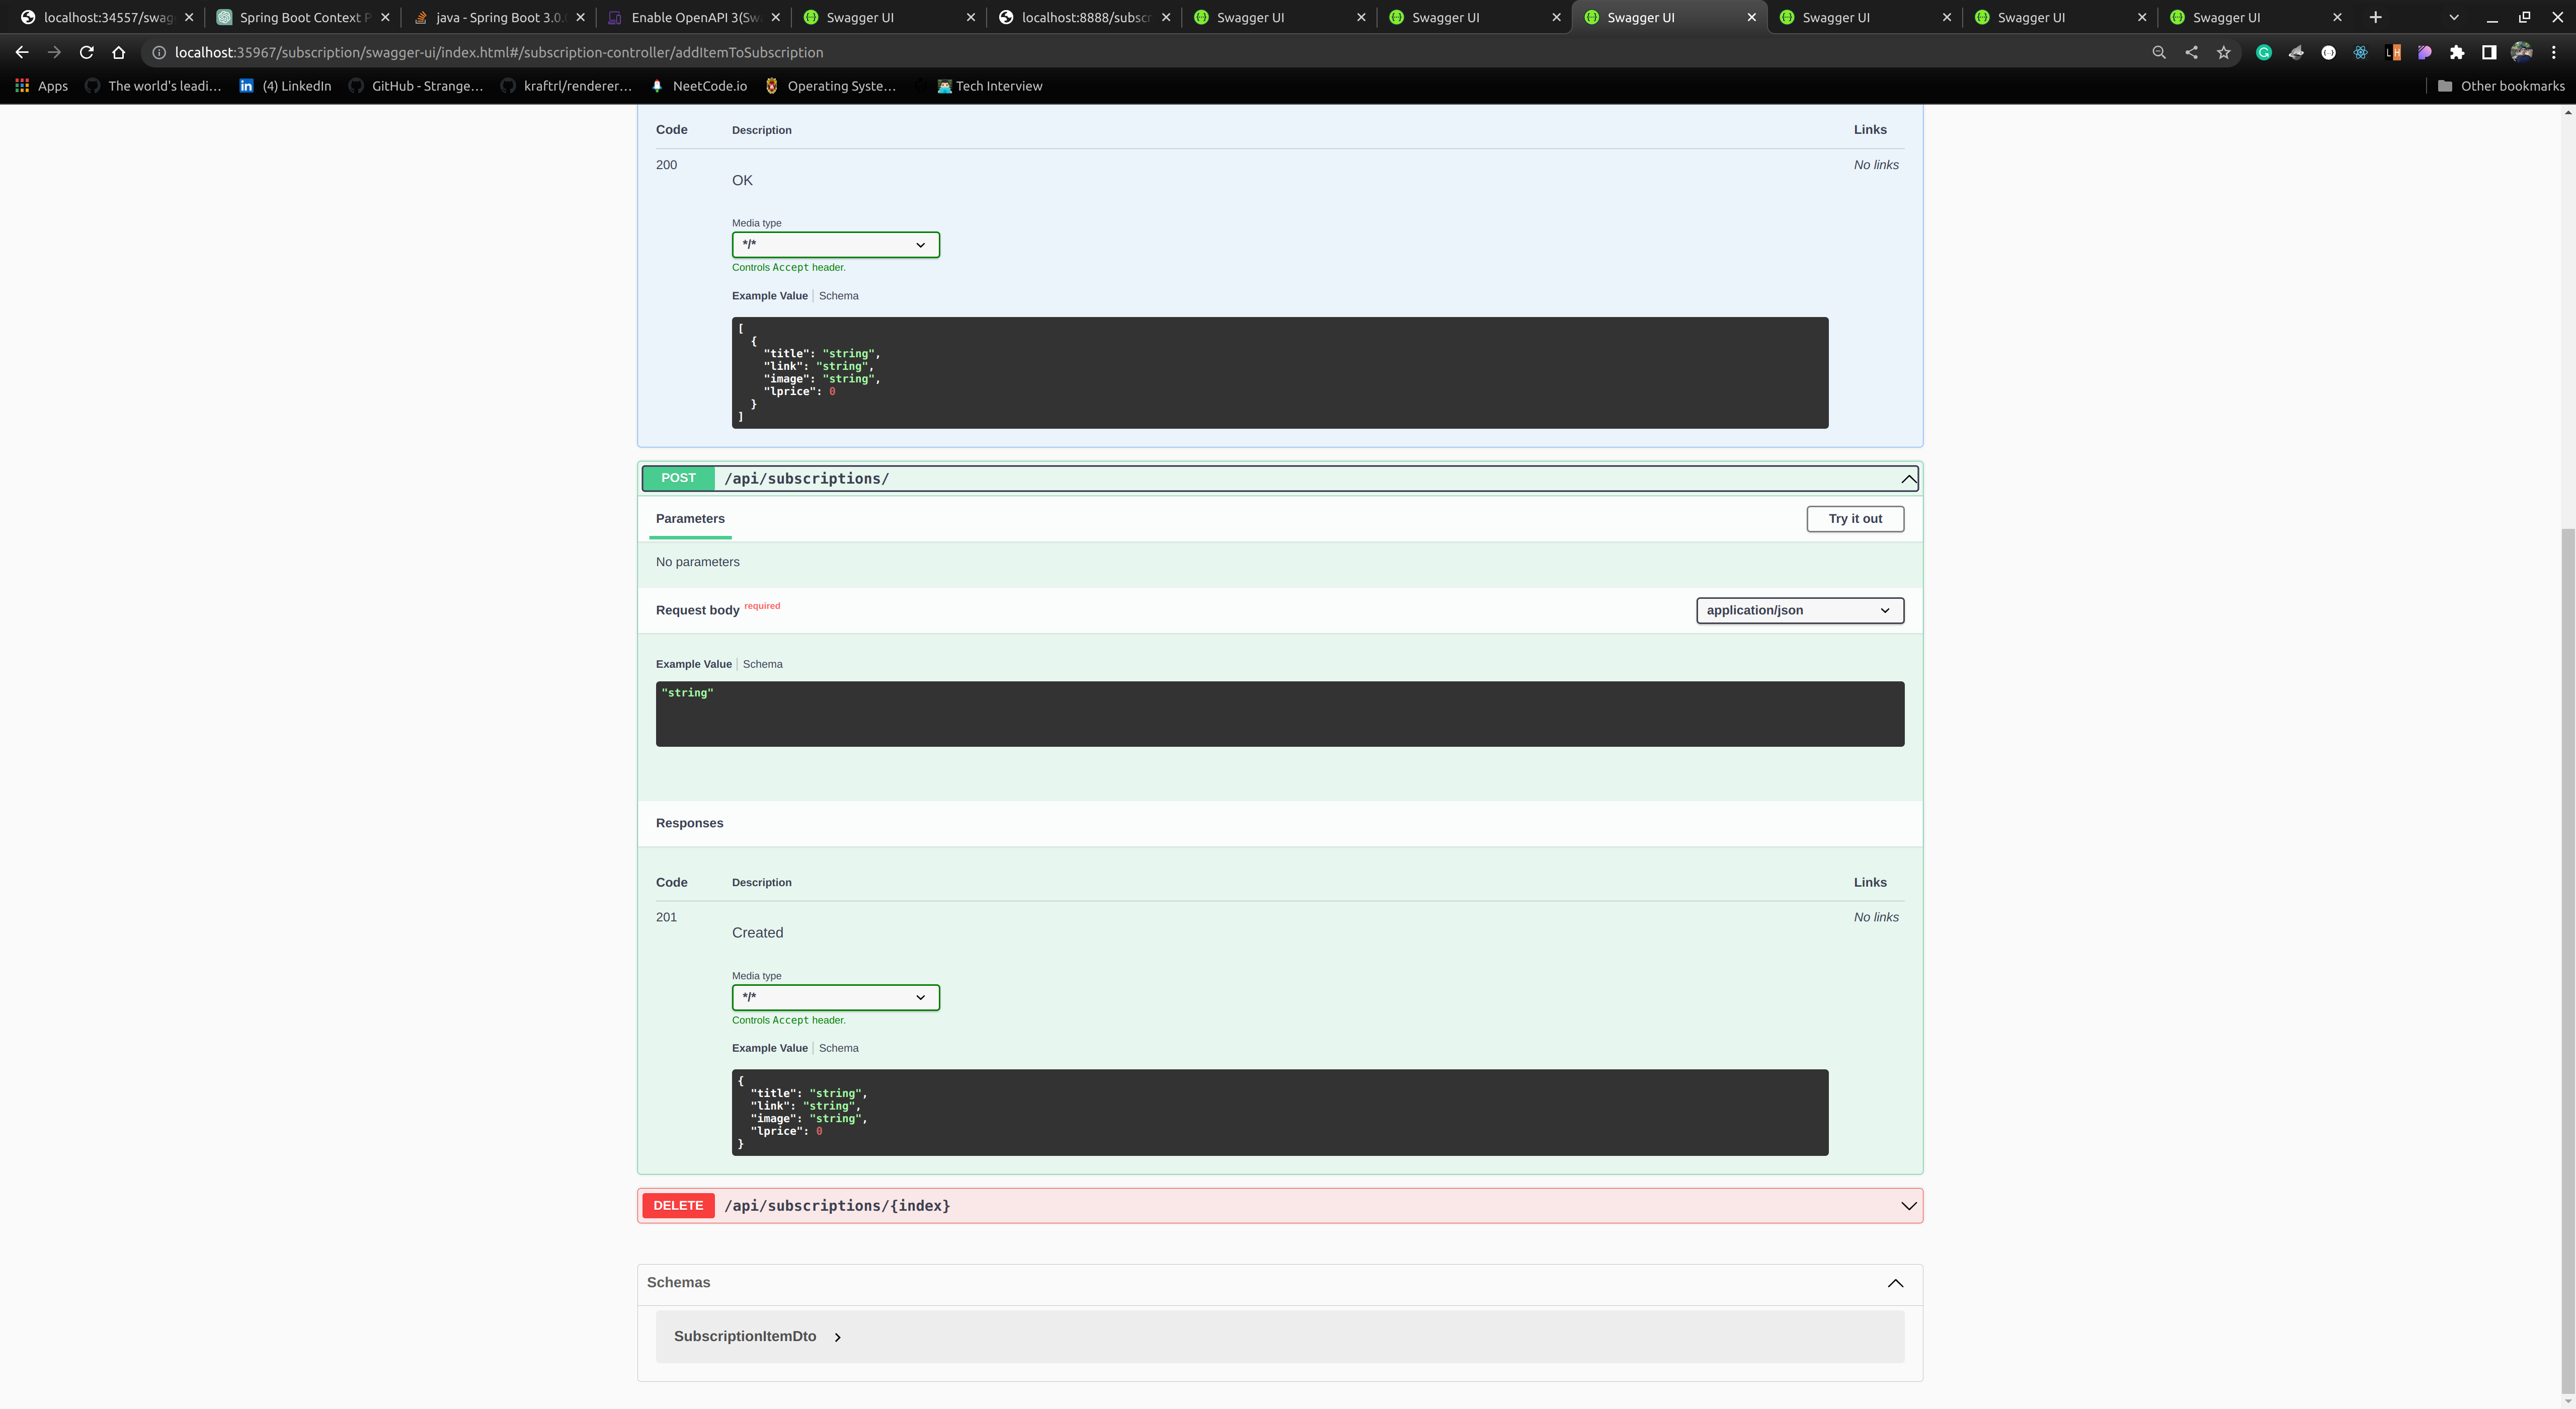 localhost:34557/swag
Spring Boot Context P
java - Spring Boot 3.0.
Enable OpenAPI 3(Sw
Swagger UI
localhost:8888/subscr
Swagger UI
Swagger UI
Swagger UI
Swagger UI
Swagger UI
Swagger UI
localhost:35967/subscription/swagger-ui/index.html#/subscription-controller/addItemToSubscription
Apps
The world's leadi...
(4) LinkedIn
GitHub - Strange...
kraftrl/renderer...
NeetCode.io
Operating Syste...
Tech Interview
Other bookmarks
Code Description Links
200 No links
OK
Media type
*/*
Controls Accept header.
Example Value | Schema
[
{
"title": "string",
"link": "string",
"image": "string",
"lprice": 0
}
]
POST /api/subscriptions/
Parameters Try it out
No parameters
Request body required application/json
Example Value | Schema
"string"
Responses
Code Description Links
201 No links
Created
Media type
*/*
Controls Accept header.
Example Value | Schema
{
"title": "string",
"link": "string",
"image": "string",
"lprice": 0
}
DELETE /api/subscriptions/{index}
Schemas
SubscriptionItemDto